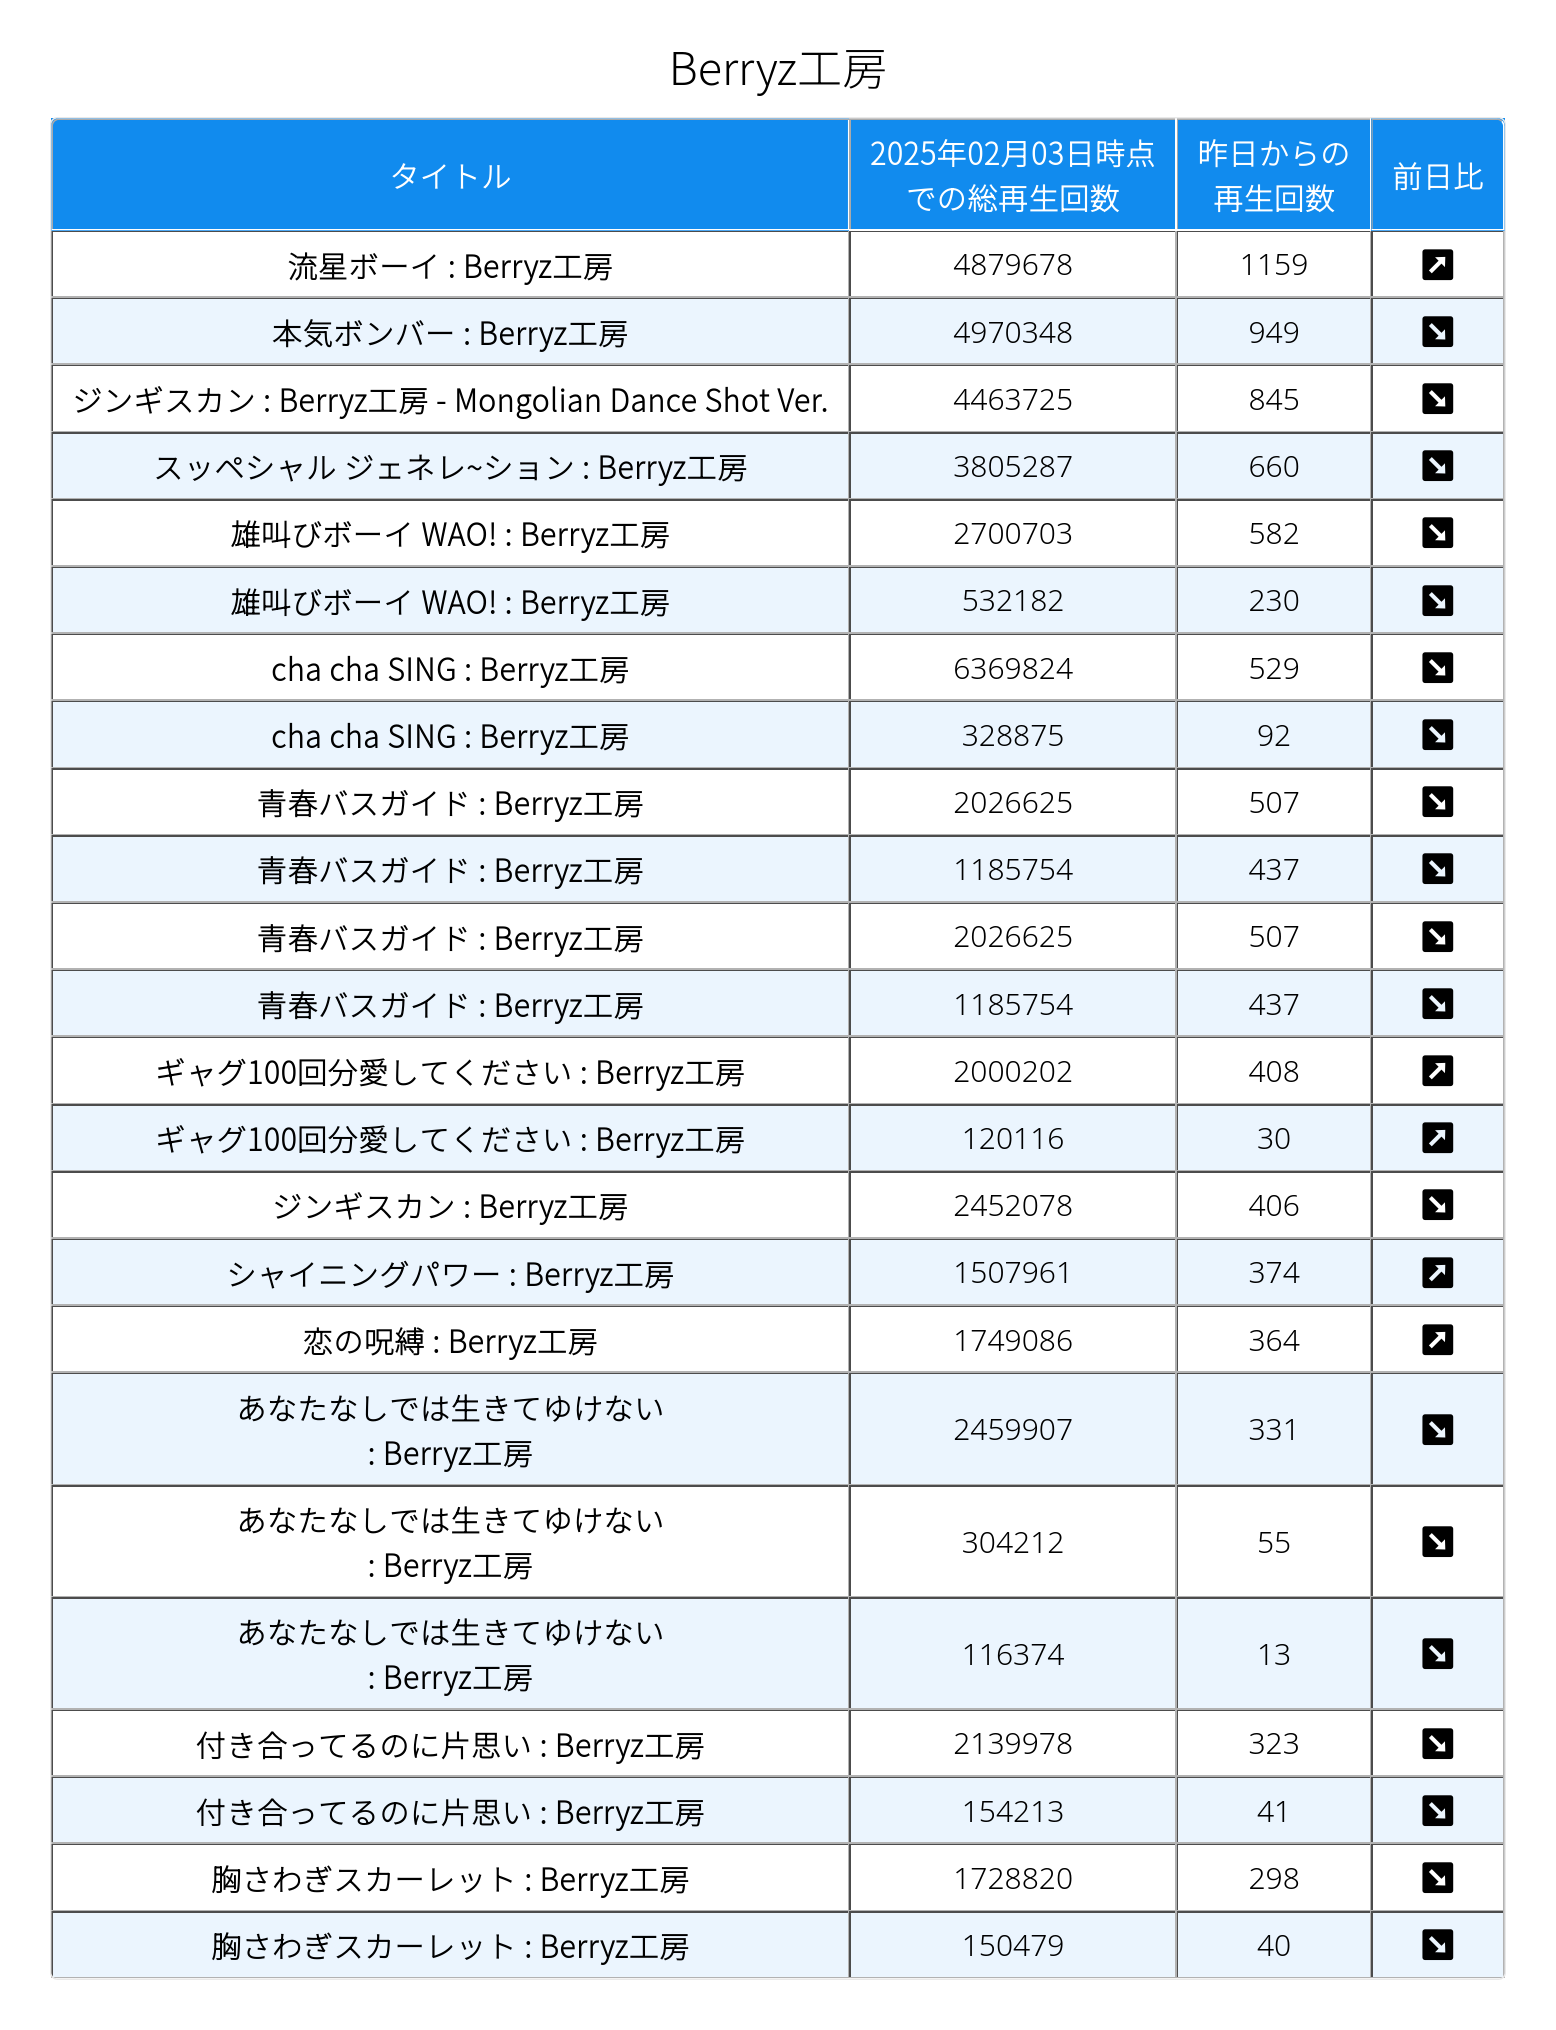 Berryz工房
タイトル 2025年02月03日時点 昨日からの 前日比
での総再生回数 再生回数
流星ボーイ : Berryz工房 4879678 1159 ↗
本気ボンバー : Berryz工房 4970348 949 ↘
ジンギスカン : Berryz工房 - Mongolian Dance Shot Ver. 4463725 845 ↘
スッペシャル ジェネレ~ション : Berryz工房 3805287 660 ↘
雄叫びボーイ WAO! : Berryz工房 2700703 582 ↘
雄叫びボーイ WAO! : Berryz工房 532182 230 ↘
cha cha SING : Berryz工房 6369824 529 ↘
cha cha SING : Berryz工房 328875 92 ↘
青春バスガイド : Berryz工房 2026625 507 ↘
青春バスガイド : Berryz工房 1185754 437 ↘
青春バスガイド : Berryz工房 2026625 507 ↘
青春バスガイド : Berryz工房 1185754 437 ↘
ギャグ100回分愛してください : Berryz工房 2000202 408 ↗
ギャグ100回分愛してください : Berryz工房 120116 30 ↗
ジンギスカン : Berryz工房 2452078 406 ↘
シャイニングパワー : Berryz工房 1507961 374 ↗
恋の呪縛 : Berryz工房 1749086 364 ↗
あなたなしでは生きてゆけない
: Berryz工房 2459907 331 ↘
あなたなしでは生きてゆけない
: Berryz工房 304212 55 ↘
あなたなしでは生きてゆけない
: Berryz工房 116374 13 ↘
付き合ってるのに片思い : Berryz工房 2139978 323 ↘
付き合ってるのに片思い : Berryz工房 154213 41 ↘
胸さわぎスカーレット : Berryz工房 1728820 298 ↘
胸さわぎスカーレット : Berryz工房 150479 40 ↘